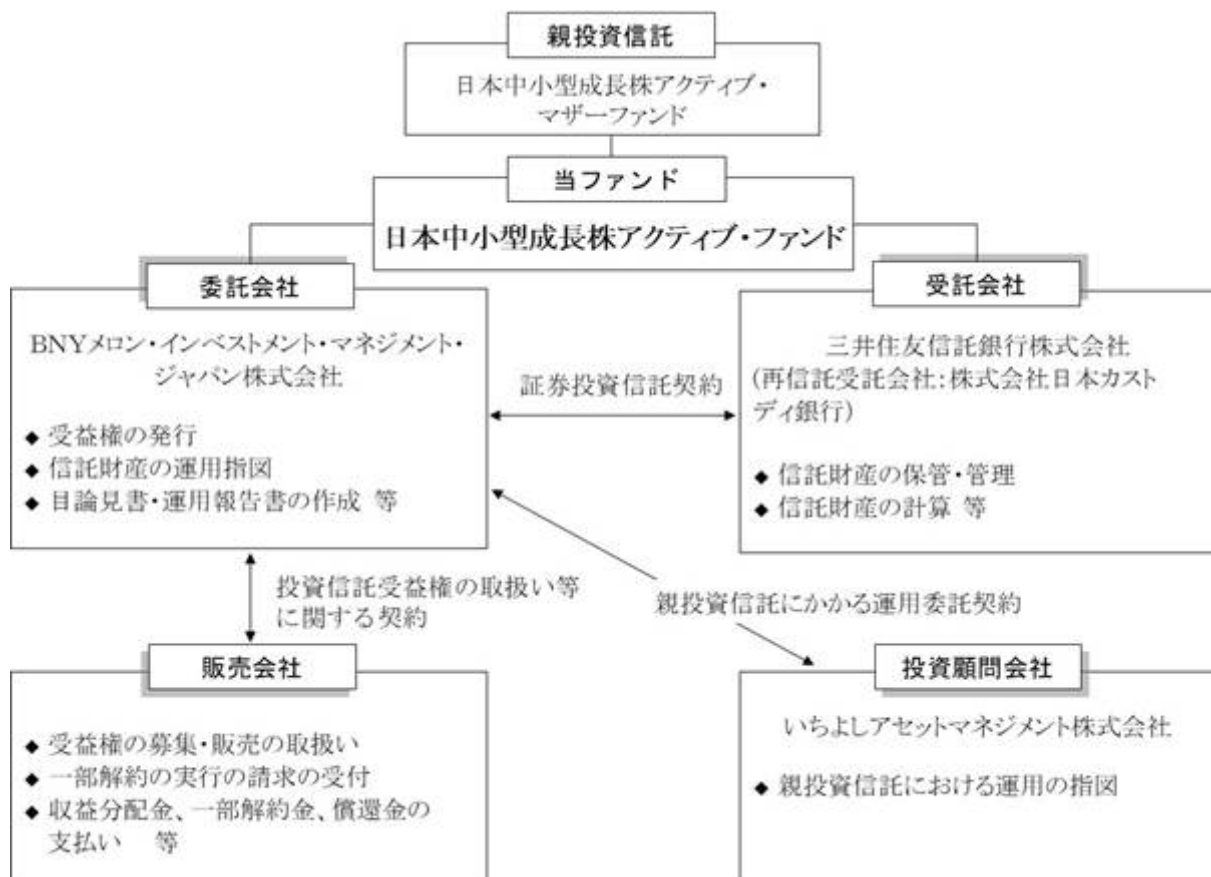 親投資信託
日本中小型成長株アクティブ・
マザーファンド
当ファンド
日本中小型成長株アクティブ・ファンド
委託会社
BNYメロン・インベストメント・マネジメント・
ジャパン株式会社
◆ 受益権の発行
◆ 信託財産の運用指図
◆ 目論見書・運用報告書の作成 等
証券投資信託契約
受託会社
三井住友信託銀行株式会社
(再信託受託会社：株式会社日本カスト
ディ銀行)
◆ 信託財産の保管・管理
◆ 信託財産の計算 等
投資信託受益権の取扱い等
に関する契約
親投資信託にかかる運用委託契約
販売会社
◆ 受益権の募集・販売の取扱い
◆ 一部解約の実行の請求の受付
◆ 収益分配金、一部解約金、償還金の
支払い 等
投資顧問会社
いちよしアセットマネジメント株式会社
◆ 親投資信託における運用の指図